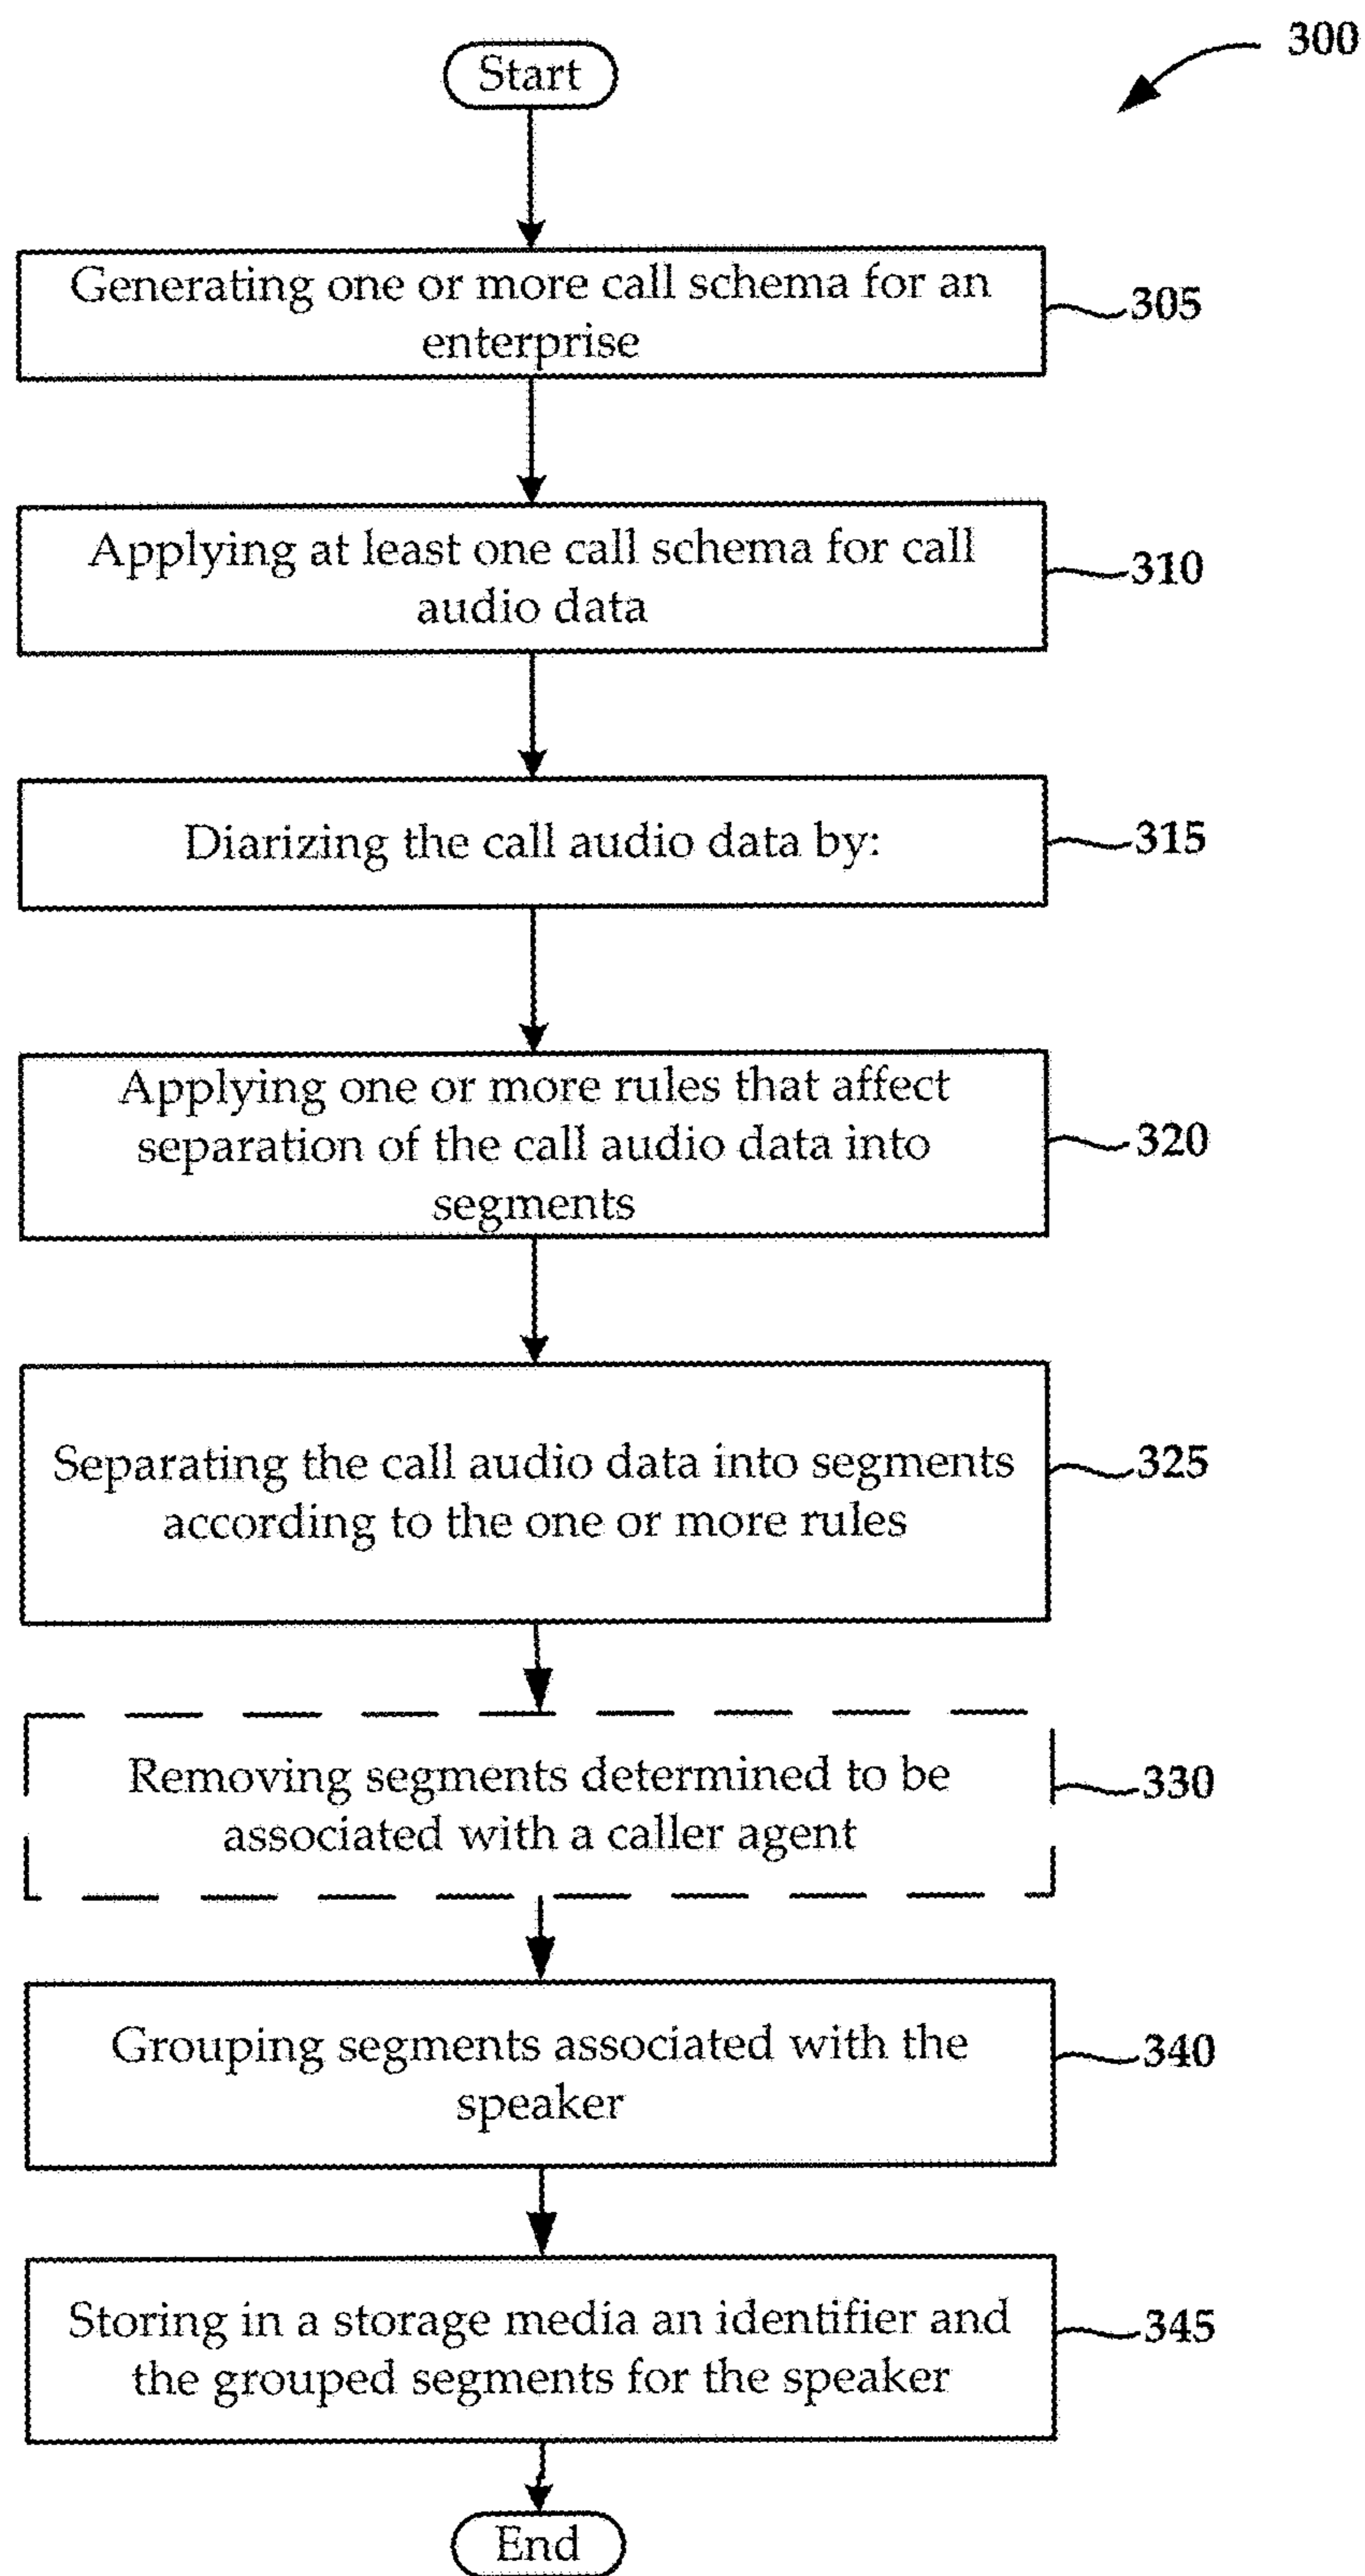 300
Start
Generating one or more call schema for an
enterprise
305
Applying at least one call schema for call
audio data
310
Diarizing the call audio data by:
315
Applying one or more rules that affect
separation of the call audio data into
segments
320
Separating the call audio data into segments
according to the one or more rules
325
Removing segments determined to be
associated with a caller agent
330
Grouping segments associated with the
speaker
340
Storing in a storage media an identifier and
the grouped segments for the speaker
345
End